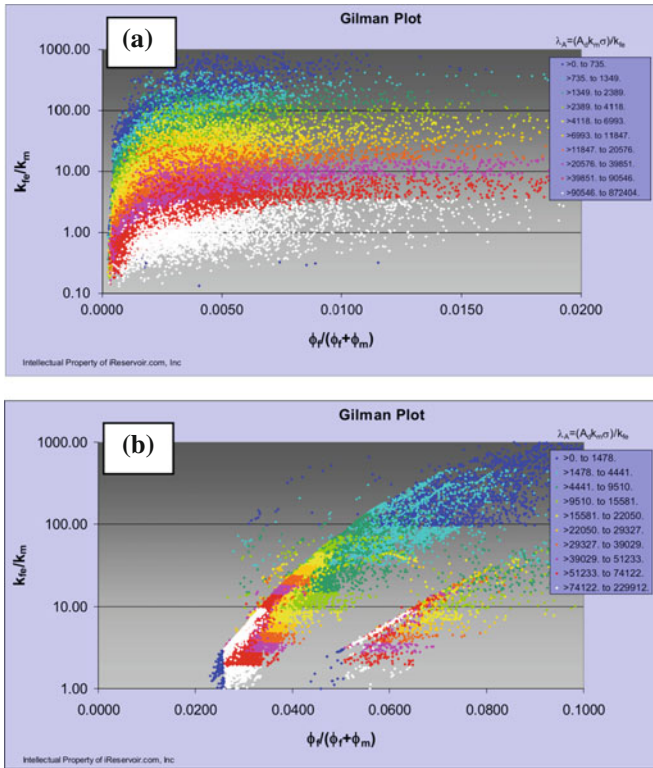 Gilman Plot
(a)
λA=(Adkmσ)/kfe
1000.00
100.00
10.00
1.00
0.10
kfe/km
>0. to 735.
>735. to 1349.
>1349. to 2389.
>2389. to 4118.
>4118. to 6993.
>6993. to 11847.
>11847. to 20576.
>20576. to 39851.
>39851. to 90546.
>90546. to 872404.
0.0000 0.0050 0.0100 0.0150 0.0200
ϕf/(ϕf+ϕm)
Intellectual Property of iReservoir.com, Inc
Gilman Plot
(b)
λA=(Adkmσ)/kfe
1000.00
100.00
10.00
1.00
kfe/km
>0. to 1478.
>1478. to 4441.
>4441. to 9510.
>9510. to 15581.
>15581. to 22050.
>22050. to 29327.
>29327. to 39029.
>39029. to 51233.
>51233. to 74122.
>74122. to 229912.
0.0000 0.0200 0.0400 0.0600 0.0800 0.1000
ϕf/(ϕf+ϕm)
Intellectual Property of iReservoir.com, Inc